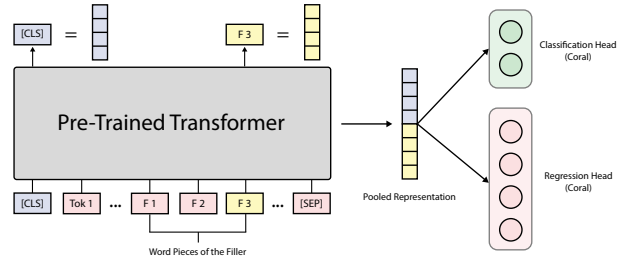 [CLS] = F 3 =
Classification Head
(Coral)
Pre-Trained Transformer
Regression Head
(Coral)
Pooled Representation
[CLS] Tok 1 ... F 1 F 2 F 3 ... [SEP]
Word Pieces of the Filler